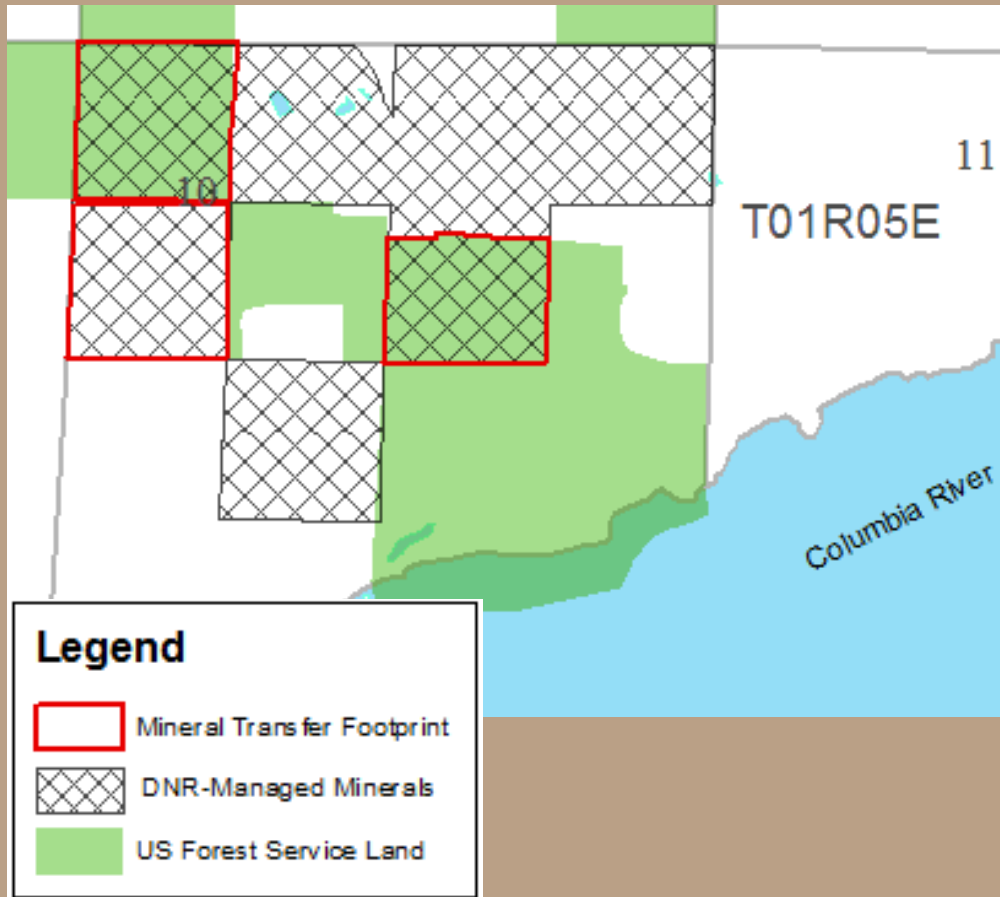 11
10
T01R05E
Columbia River
Legend
Mineral Transfer Footprint
DNR-Managed Minerals
US Forest Service Land